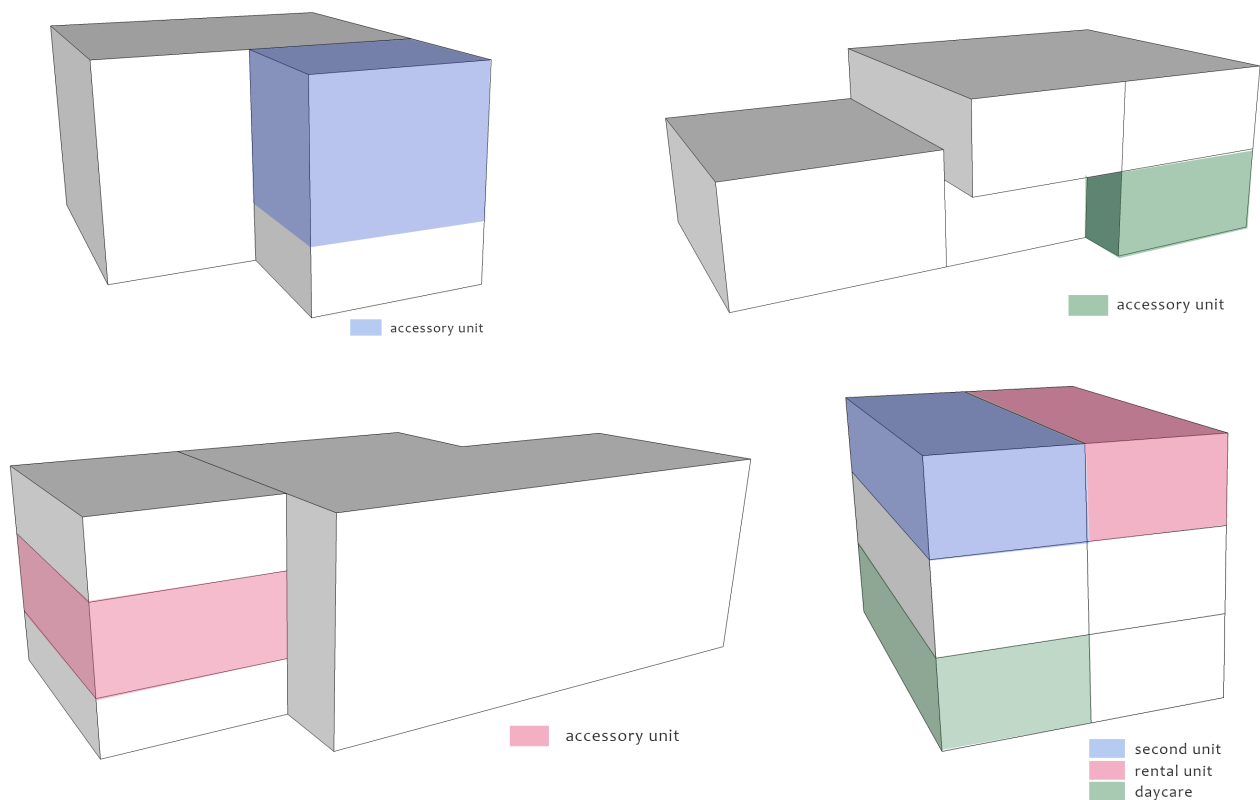 accessory unit
accessory unit
accessory unit
second unit
rental unit
daycare